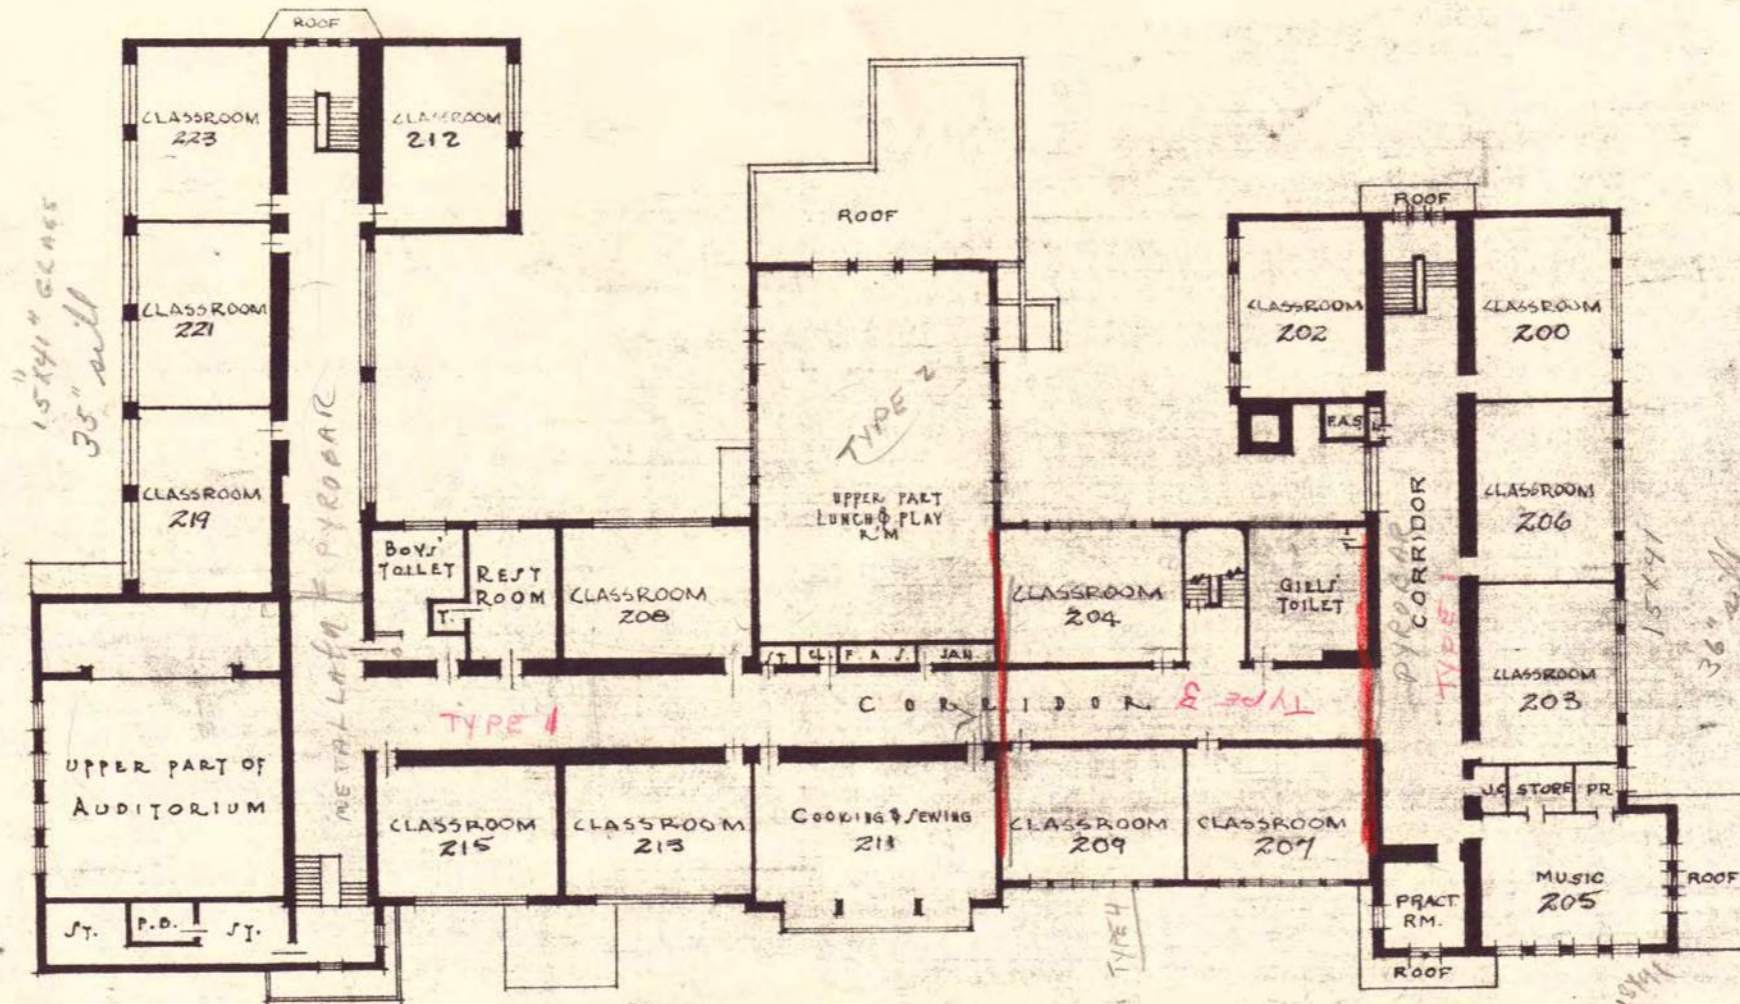 ROOF
CLASSROOM
223
CLASSROOM
212
15"x41" GLASS
35" sill
CLASSROOM
221
CLASSROOM
219
METAL LATH & PYROBAR
ROOF
TYPE 2
UPPER PART
LUNCH & PLAY
R'M
ROOF
CLASSROOM
202
CLASSROOM
200
F.A.S
CORRIDOR
PYROBAR
TYPE 1
CLASSROOM
206
15 x 41
36" sill
CLASSROOM
203
BOYS'
TOILET
T.
REST
ROOM
CLASSROOM
208
ST.
CL.
F. A. S.
JAN.
CLASSROOM
204
GIRLS'
TOILET
CORRIDOR
TYPE 1
TYPE 3
UPPER PART OF
AUDITORIUM
CLASSROOM
215
CLASSROOM
213
COOKING & SEWING
211
CLASSROOM
209
CLASSROOM
207
J.C
STORE
PR.
MUSIC
205
ROOF
PRACT
RM.
ROOF
ST.
P.B.
ST.
TYPE 4